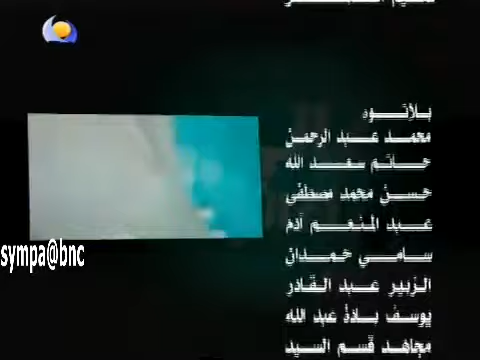 بلاتوه
محمد عبد الرحمن
حاتم سعد الله
حسن محمد مصطفى
عبد المنعم آدم
سامي حمدان
الزبير عبد القادر
يوسف بلال عبد الله
مجاهد قسم السيد
sympa@bnc